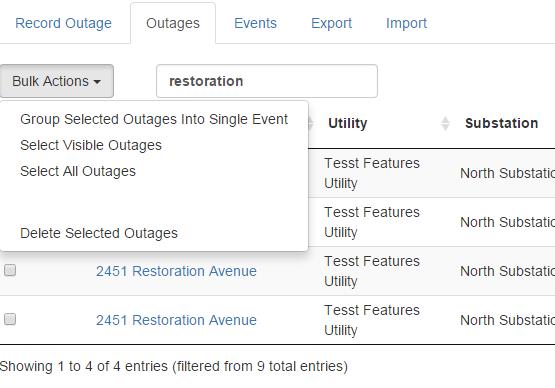 Record Outage Outages Events Export Import
Bulk Actions restoration
Group Selected Outages Into Single Event
Select Visible Outages
Select All Outages
Delete Selected Outages
Utility Substation
Tesst Features
Utility
North Substatio
Tesst Features
Utility
North Substatio
2451 Restoration Avenue
Tesst Features
Utility
North Substatio
2451 Restoration Avenue
Tesst Features
Utility
North Substatio
Showing 1 to 4 of 4 entries (filtered from 9 total entries)